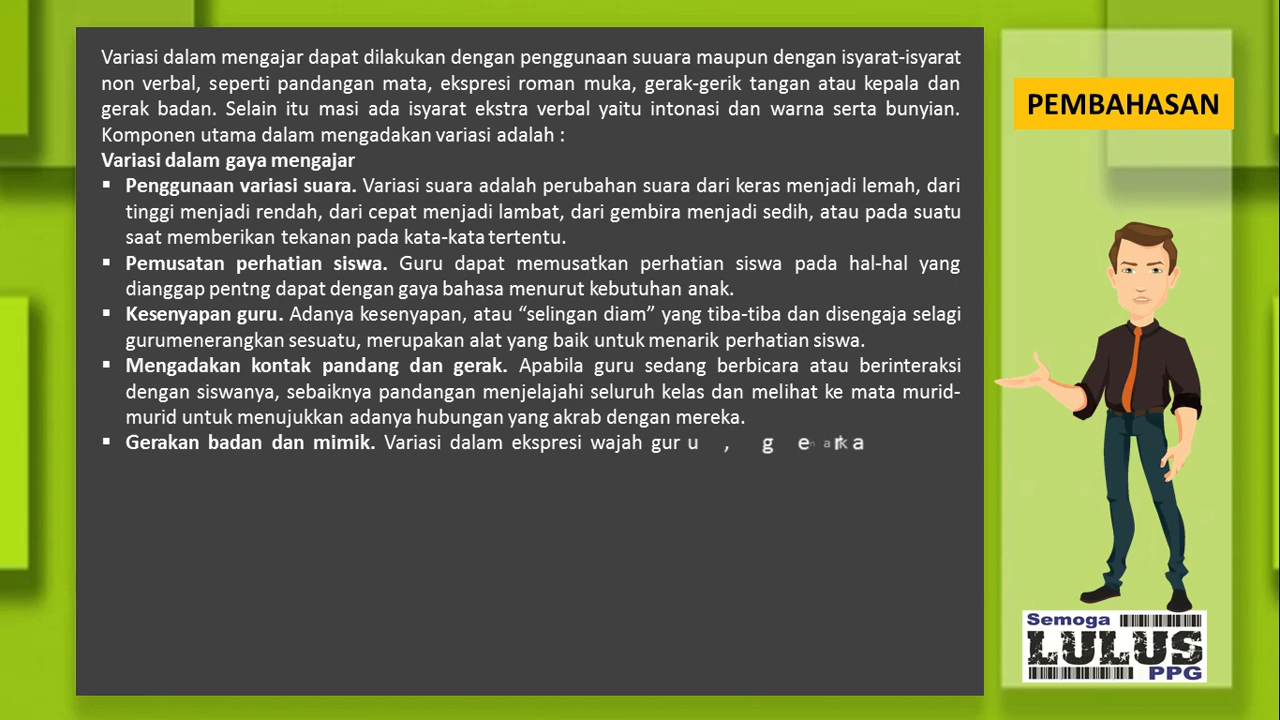 Variasi dalam mengajar dapat dilakukan dengan penggunaan suuara maupun dengan isyarat-isyarat
non verbal, seperti pandangan mata, ekspresi roman muka, gerak-gerik tangan atau kepala dan
gerak badan. Selain itu masi ada isyarat ekstra verbal yaitu intonasi dan warna serta bunyian.
Komponen utama dalam mengadakan variasi adalah :
Variasi dalam gaya mengajar
▪ Penggunaan variasi suara. Variasi suara adalah perubahan suara dari keras menjadi lemah, dari
tinggi menjadi rendah, dari cepat menjadi lambat, dari gembira menjadi sedih, atau pada suatu
saat memberikan tekanan pada kata-kata tertentu.
▪ Pemusatan perhatian siswa. Guru dapat memusatkan perhatian siswa pada hal-hal yang
dianggap pentng dapat dengan gaya bahasa menurut kebutuhan anak.
▪ Kesenyapan guru. Adanya kesenyapan, atau “selingan diam” yang tiba-tiba dan disengaja selagi
gurumenerangkan sesuatu, merupakan alat yang baik untuk menarik perhatian siswa.
▪ Mengadakan kontak pandang dan gerak. Apabila guru sedang berbicara atau berinteraksi
dengan siswanya, sebaiknya pandangan menjelajahi seluruh kelas dan melihat ke mata murid-
murid untuk menujukkan adanya hubungan yang akrab dengan mereka.
▪ Gerakan badan dan mimik. Variasi dalam ekspresi wajah guru,
PEMBAHASAN
Semoga
LULUS
PPG